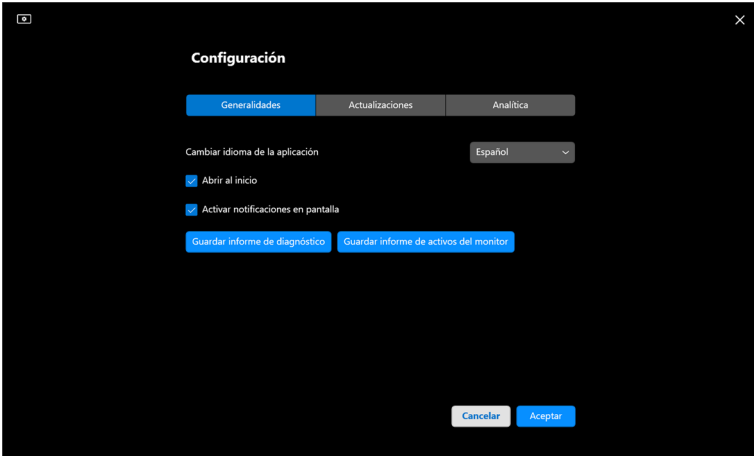 Configuración
Generalidades Actualizaciones Analítica
Cambiar idioma de la aplicación Español
Abrir al inicio
Activar notificaciones en pantalla
Guardar informe de diagnóstico Guardar informe de activos del monitor
Cancelar Aceptar